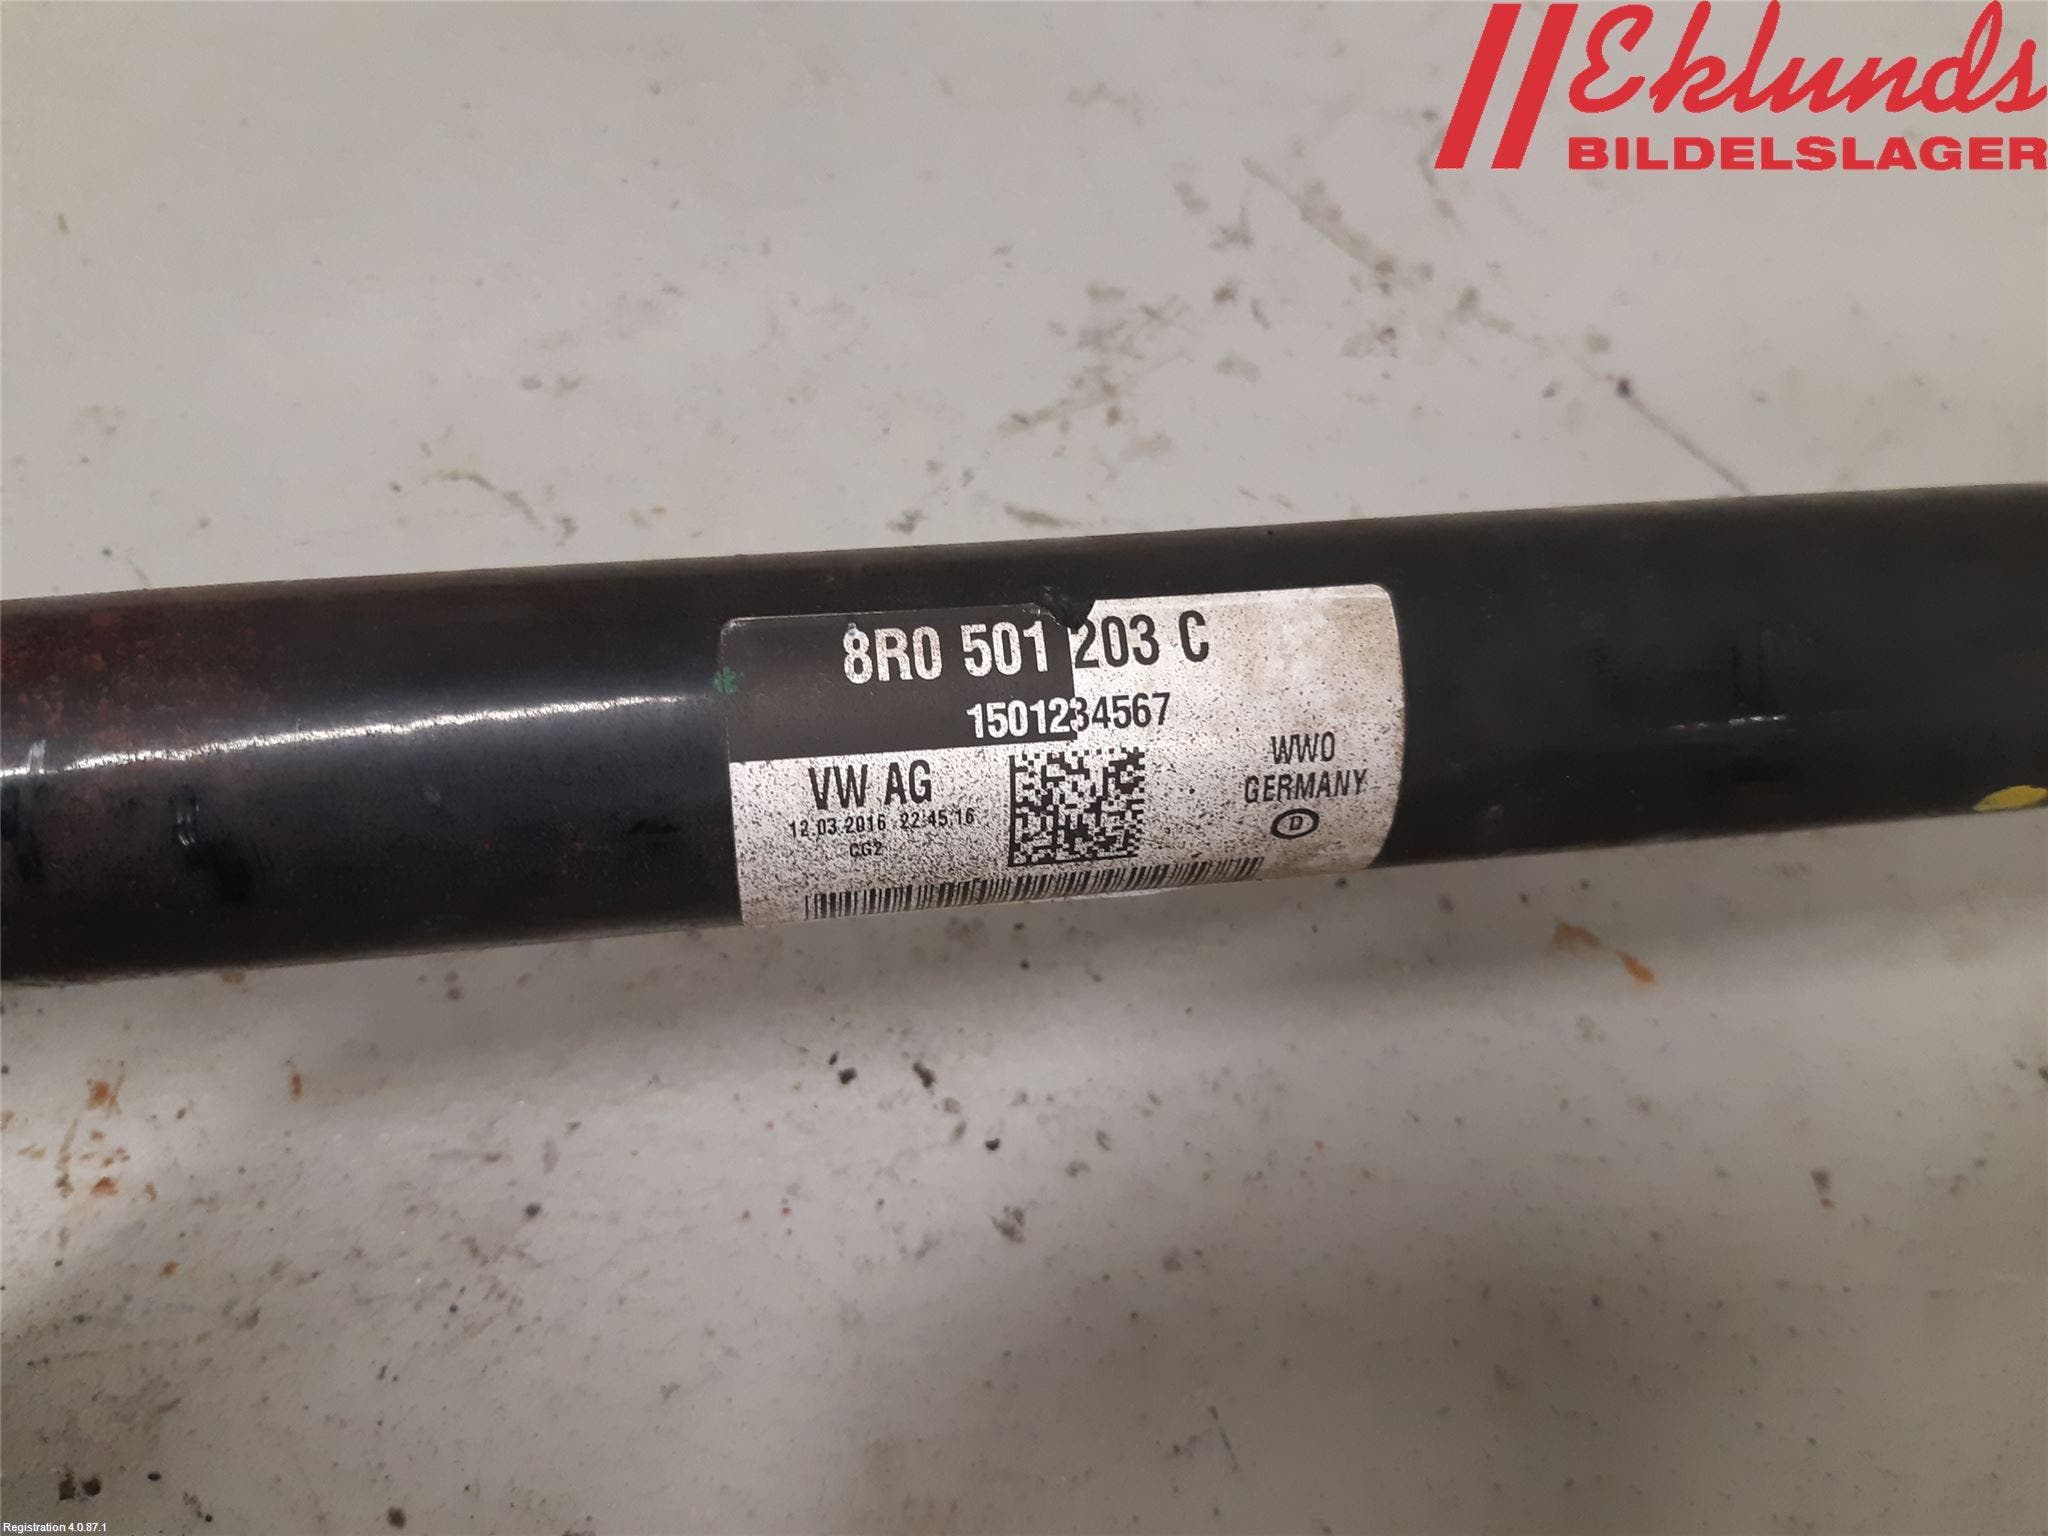 Eklunds
BILDELSLAGER
8R0 501 203 C
1501234567
VW AG
12.03.2016 22:45:16
CG2
WWO
GERMANY
D
Registration 4.0.87.1